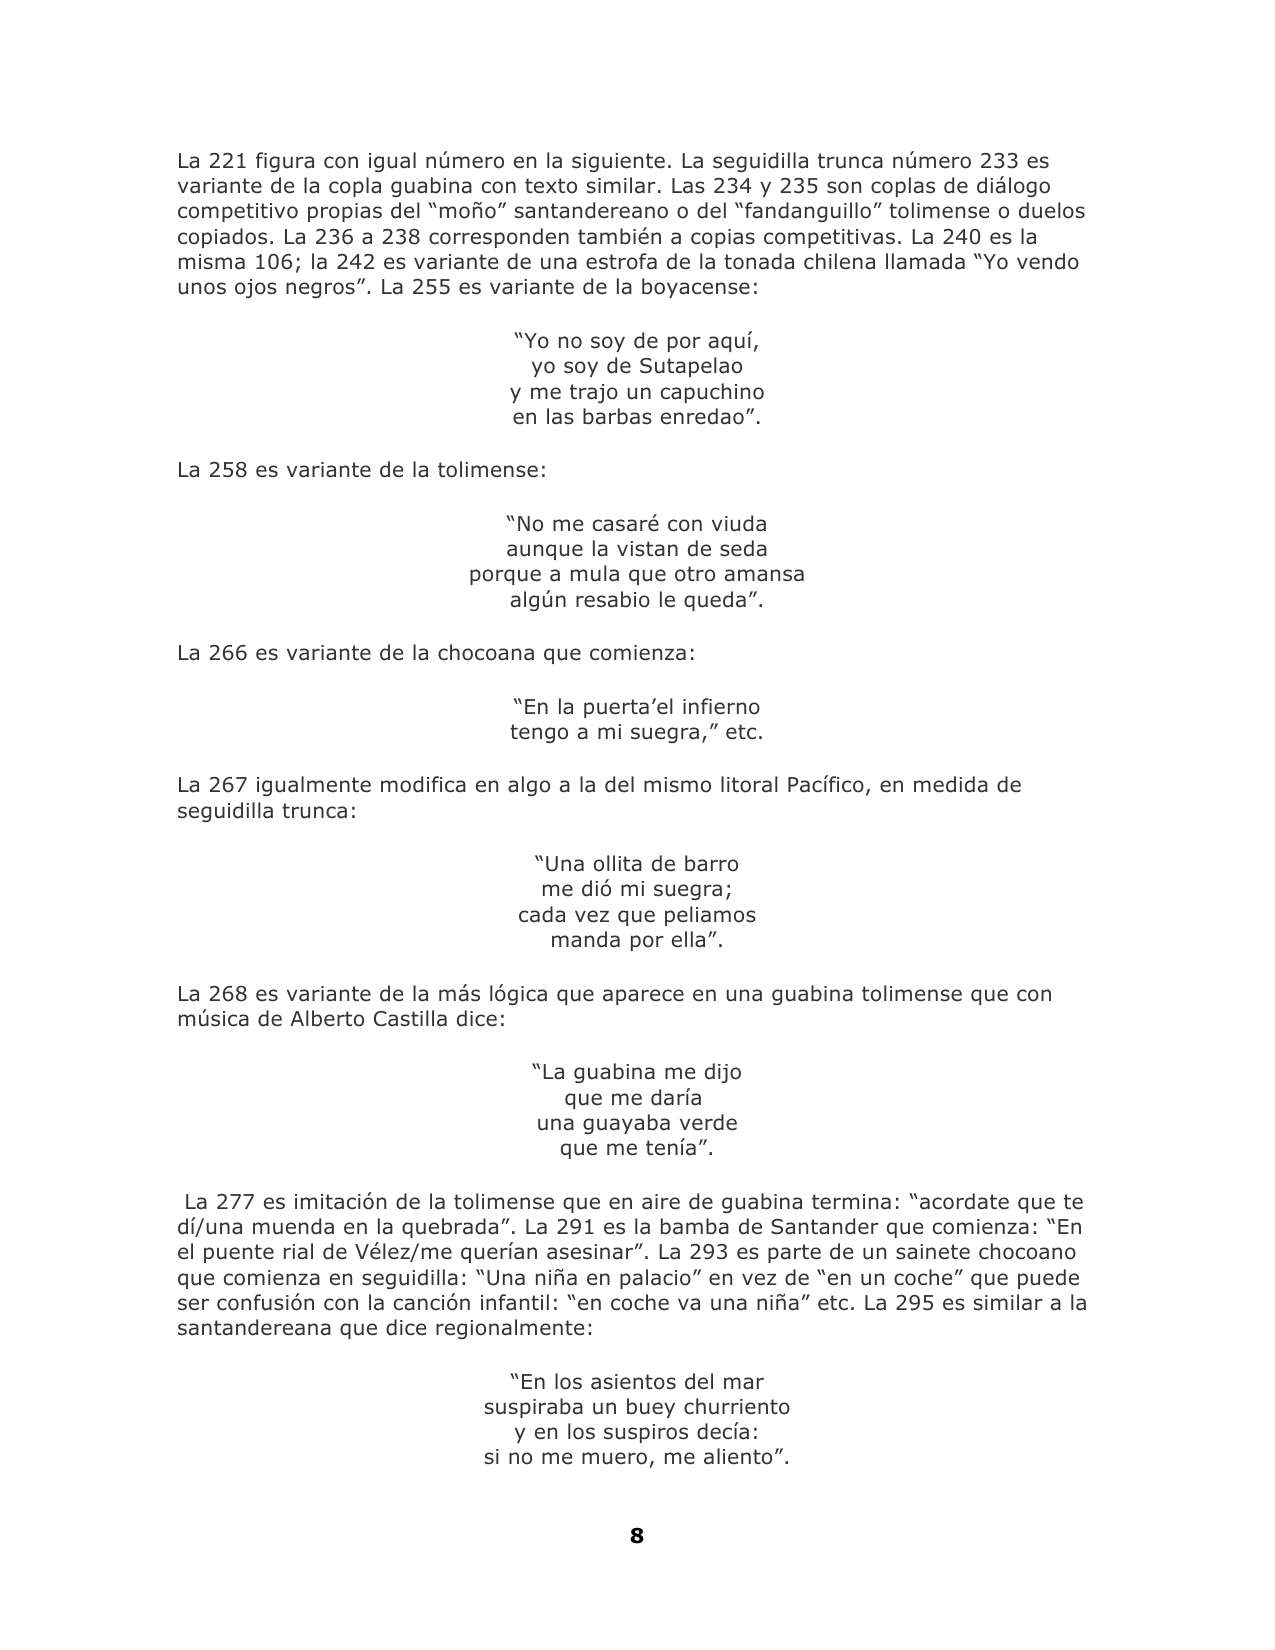 La 221 figura con igual número en la siguiente. La seguidilla trunca número 233 es
variante de la copla guabina con texto similar. Las 234 y 235 son coplas de diálogo
competitivo propias del “moño” santandereano o del “fandanguillo” tolimense o duelos
copiados. La 236 a 238 corresponden también a copias competitivas. La 240 es la
misma 106; la 242 es variante de una estrofa de la tonada chilena llamada “Yo vendo
unos ojos negros”. La 255 es variante de la boyacense:
“Yo no soy de por aquí,
yo soy de Sutapelao
y me trajo un capuchino
en las barbas enredao”.
La 258 es variante de la tolimense:
“No me casaré con viuda
aunque la vistan de seda
porque a mula que otro amansa
algún resabio le queda”.
La 266 es variante de la chocoana que comienza:
“En la puerta’el infierno
tengo a mi suegra,” etc.
La 267 igualmente modifica en algo a la del mismo litoral Pacífico, en medida de
seguidilla trunca:
“Una ollita de barro
me dió mi suegra;
cada vez que peliamos
manda por ella”.
La 268 es variante de la más lógica que aparece en una guabina tolimense que con
música de Alberto Castilla dice:
“La guabina me dijo
que me daría
una guayaba verde
que me tenía”.
La 277 es imitación de la tolimense que en aire de guabina termina: “acordate que te
dí/una muenda en la quebrada”. La 291 es la bamba de Santander que comienza: “En
el puente rial de Vélez/me querían asesinar”. La 293 es parte de un sainete chocoano
que comienza en seguidilla: “Una niña en palacio” en vez de “en un coche” que puede
ser confusión con la canción infantil: “en coche va una niña” etc. La 295 es similar a la
santandereana que dice regionalmente:
“En los asientos del mar
suspiraba un buey churriento
y en los suspiros decía:
si no me muero, me aliento”.
8